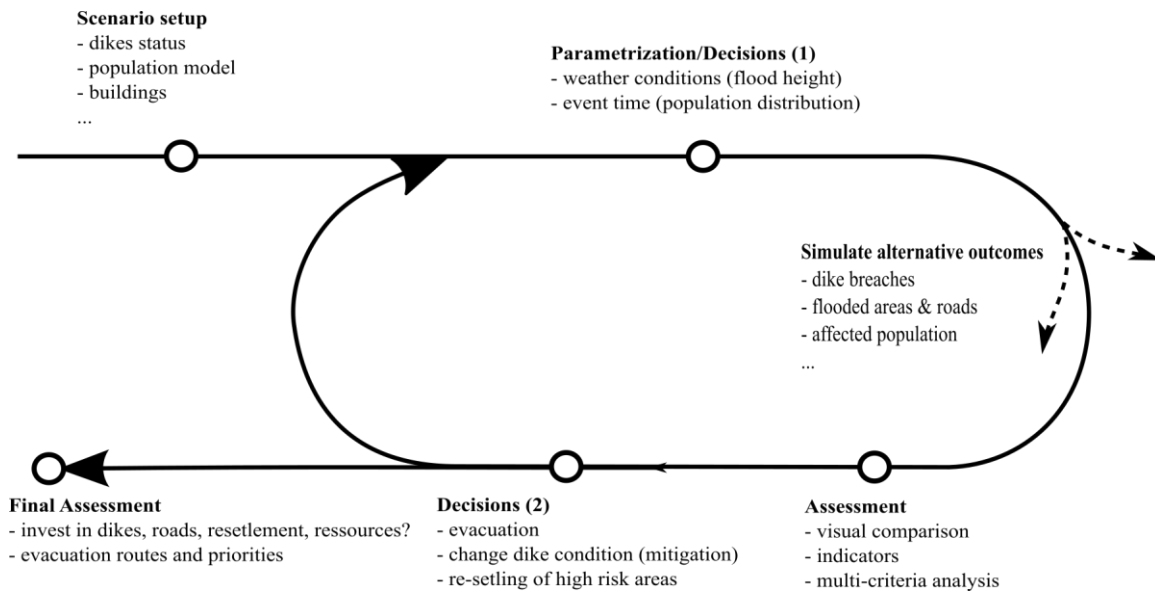 Scenario setup
- dikes status
- population model
- buildings
...
Parametrization/Decisions (1)
- weather conditions (flood height)
- event time (population distribution)
Simulate alternative outcomes
- dike breaches
- flooded areas & roads
- affected population
...
Final Assessment
- invest in dikes, roads, resetlement, ressources?
- evacuation routes and priorities
Decisions (2)
- evacuation
- change dike condition (mitigation)
- re-setling of high risk areas
Assessment
- visual comparison
- indicators
- multi-criteria analysis